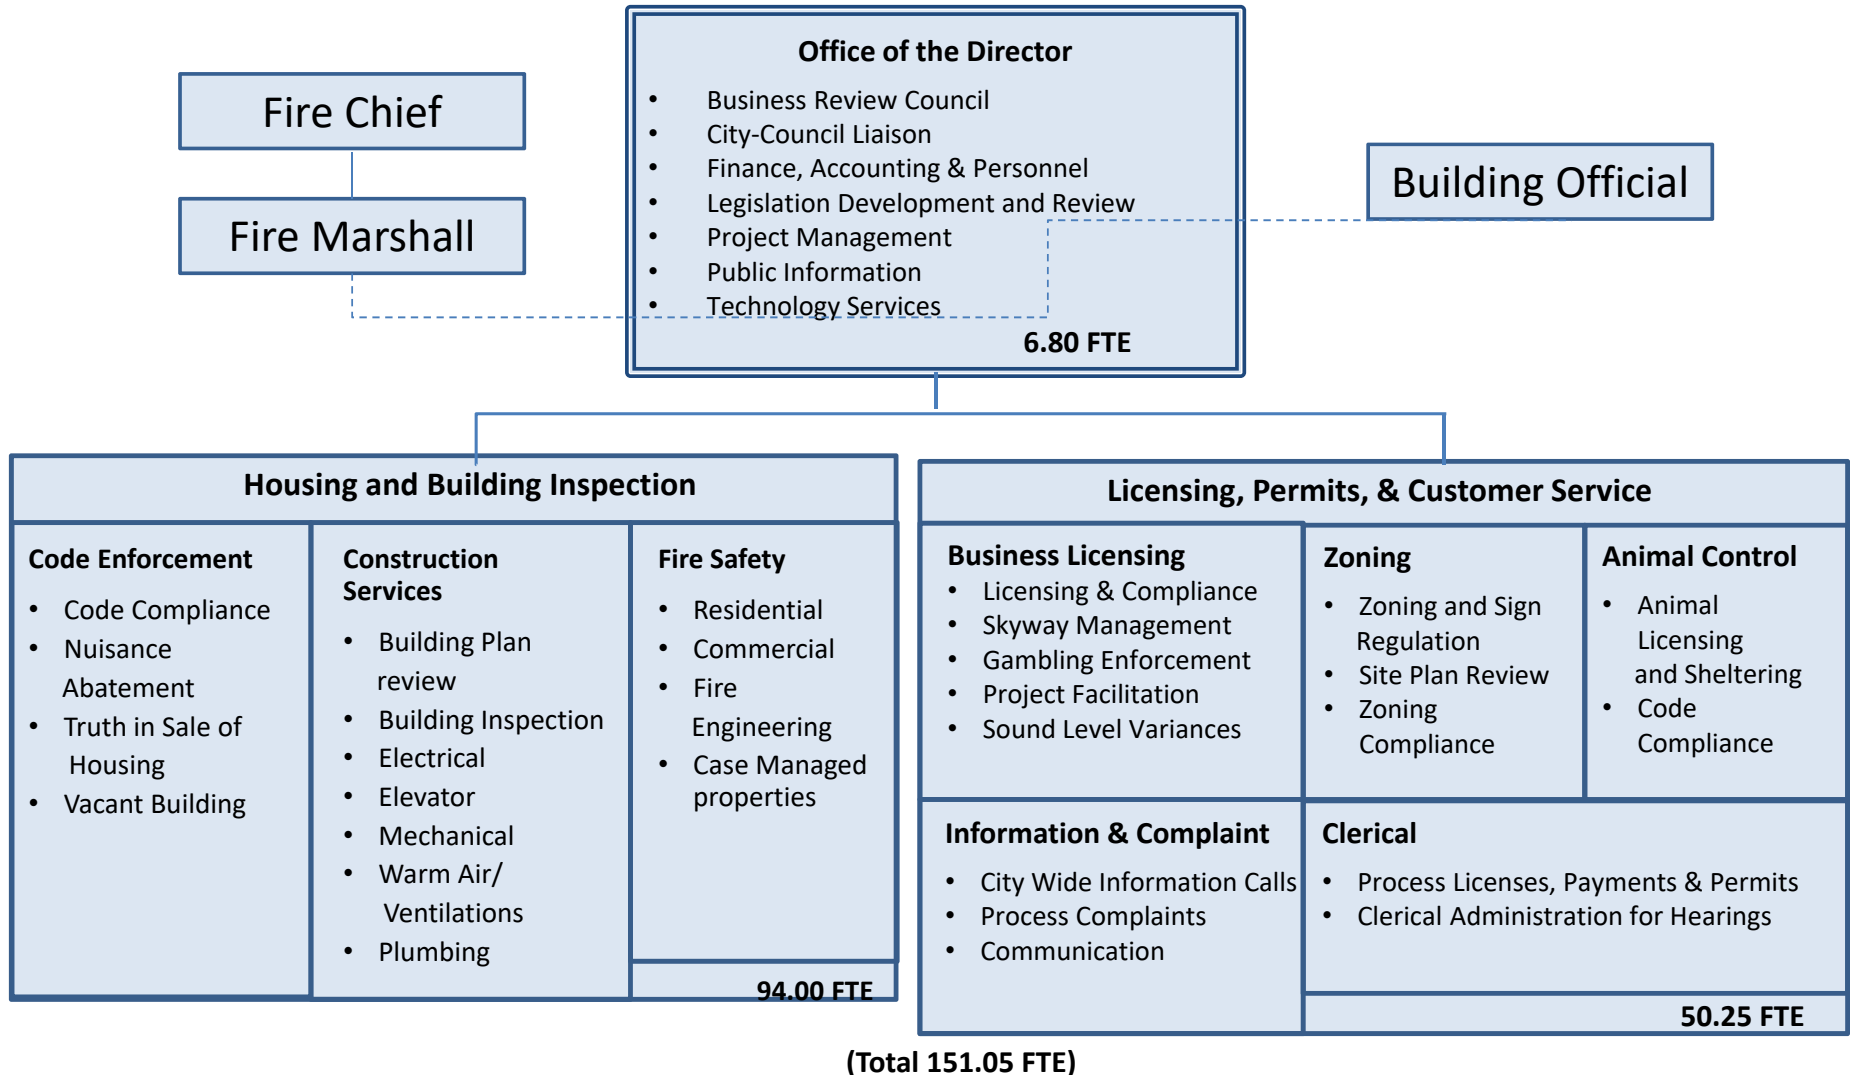 Office of the Director
• Business Review Council
• City-Council Liaison
• Finance, Accounting & Personnel
• Legislation Development and Review
• Project Management
• Public Information
• Technology Services
6.80 FTE
Fire Chief
Fire Marshall
Building Official
Housing and Building Inspection
Code Enforcement
• Code Compliance
• Nuisance
Abatement
• Truth in Sale of
Housing
• Vacant Building
Construction
Services
• Building Plan
review
• Building Inspection
• Electrical
• Elevator
• Mechanical
• Warm Air/
Ventilations
• Plumbing
Fire Safety
• Residential
• Commercial
• Fire
Engineering
• Case Managed
properties
94.00 FTE
Licensing, Permits, & Customer Service
Business Licensing
• Licensing & Compliance
• Skyway Management
• Gambling Enforcement
• Project Facilitation
• Sound Level Variances
Zoning
• Zoning and Sign
Regulation
• Site Plan Review
• Zoning
Compliance
Animal Control
• Animal
Licensing
and Sheltering
• Code
Compliance
Information & Complaint
• City Wide Information Calls
• Process Complaints
• Communication
Clerical
• Process Licenses, Payments & Permits
• Clerical Administration for Hearings
50.25 FTE
(Total 151.05 FTE)